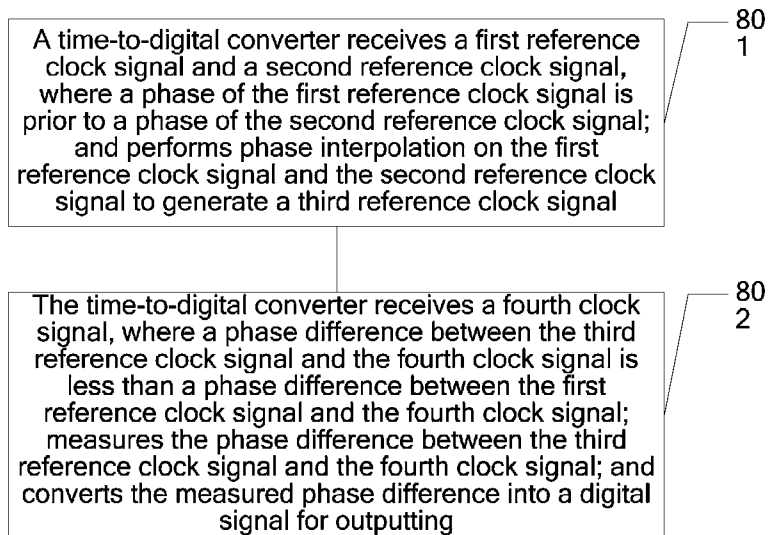 A time-to-digital converter receives a first reference
clock signal and a second reference clock signal,
where a phase of the first reference clock signal is
prior to a phase of the second reference clock signal;
and performs phase interpolation on the first
reference clock signal and the second reference clock
signal to generate a third reference clock signal
80
1
The time-to-digital converter receives a fourth clock
signal, where a phase difference between the third
reference clock signal and the fourth clock signal is
less than a phase difference between the first
reference clock signal and the fourth clock signal;
measures the phase difference between the third
reference clock signal and the fourth clock signal; and
converts the measured phase difference into a digital
signal for outputting
80
2